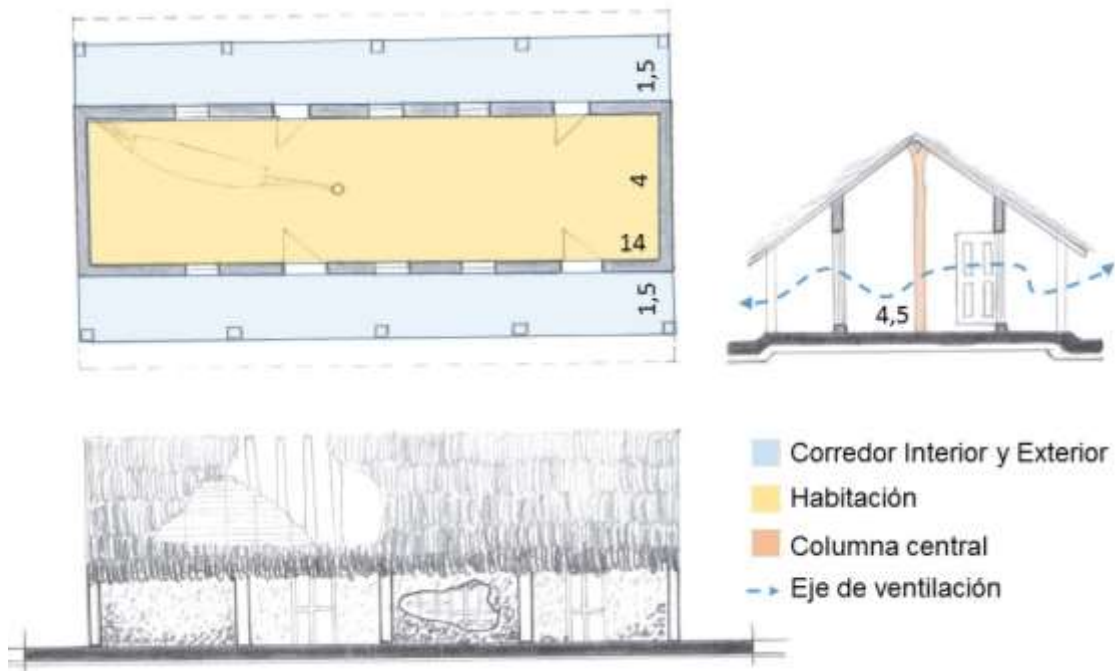 1,5
4
14
1,5
4,5
Corredor Interior y Exterior
Habitación
Columna central
Eje de ventilación